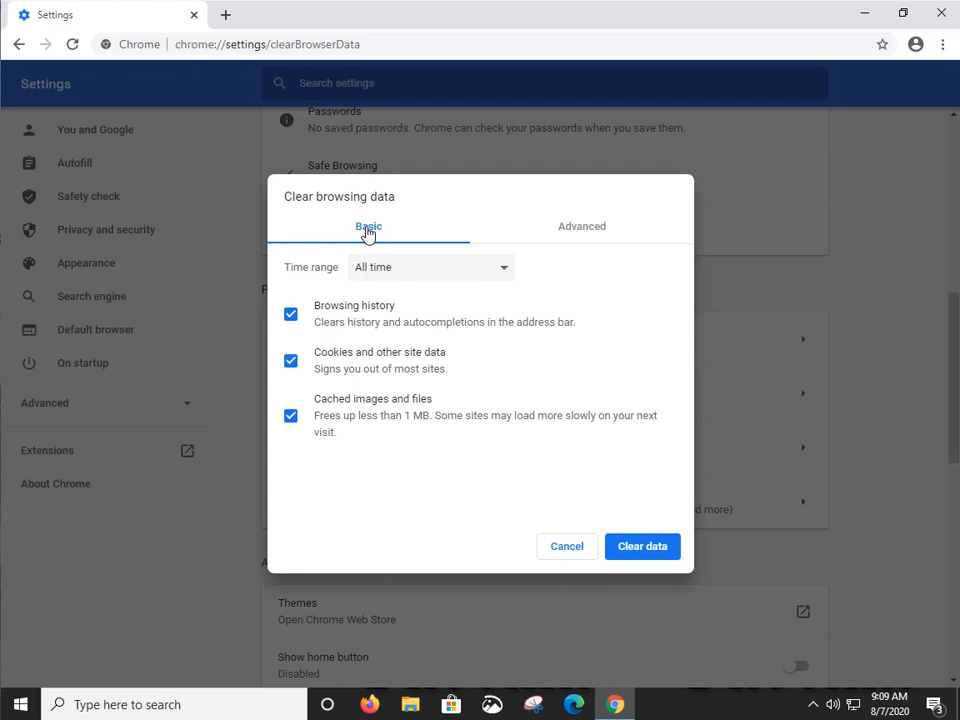 Settings
Chrome
chrome://settings/clearBrowserData
Settings
Search settings
You and Google
Autofill
Safety check
Privacy and security
Appearance
Search engine
Default browser
On startup
Advanced
Extensions
About Chrome
Passwords
No saved passwords. Chrome can check your passwords when you save them.
Safe Browsing
Clear browsing data
Basic
Advanced
Time range
All time
Browsing history
Clears history and autocompletions in the address bar.
Cookies and other site data
Signs you out of most sites.
Cached images and files
Frees up less than 1 MB. Some sites may load more slowly on your next
visit.
Cancel
Clear data
more)
Themes
Open Chrome Web Store
Show home button
Disabled
Type here to search
9:09 AM
8/7/2020
3